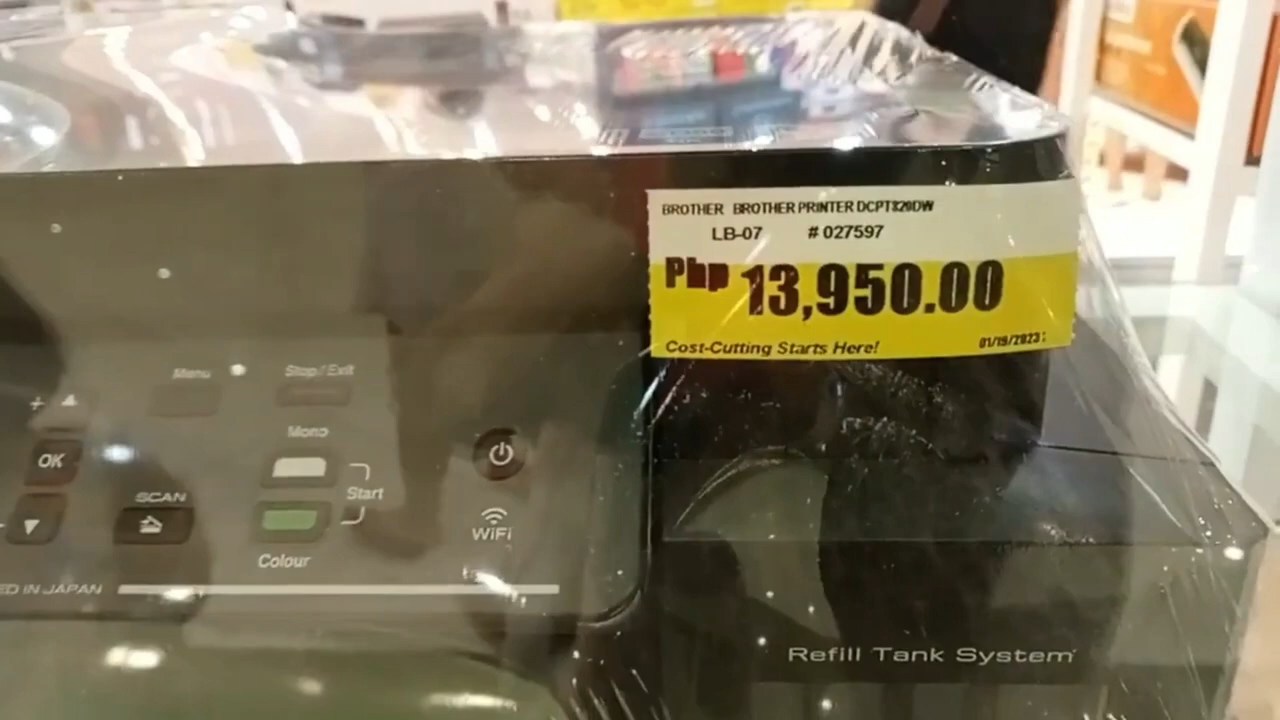 BROTHER BROTHER PRINTER DCPT820DW
LB-07 # 027597
Php 13,950.00
Cost-Cutting Starts Here! 01/19/2023
Menu Stop/Exit
+
Mono
OK
Start
SCAN
WiFi
Colour
ED IN JAPAN
Refill Tank System